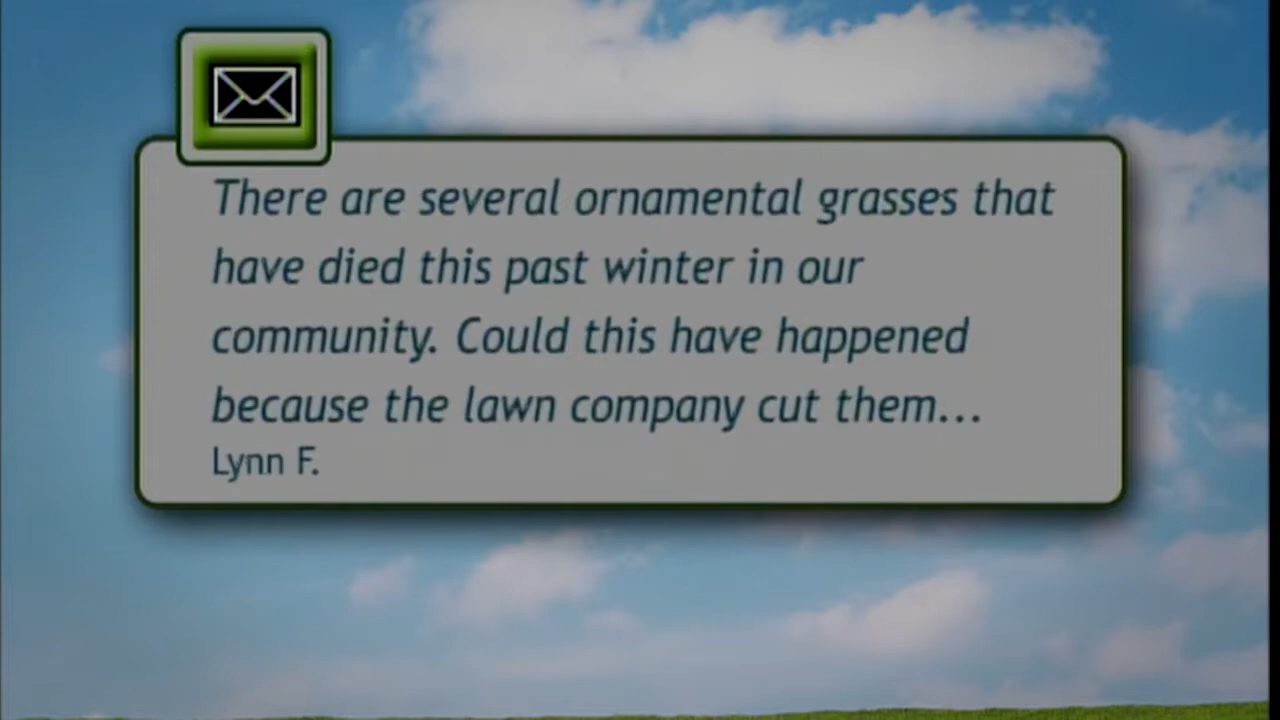 There are several ornamental grasses that
have died this past winter in our
community. Could this have happened
because the lawn company cut them...
Lynn F.